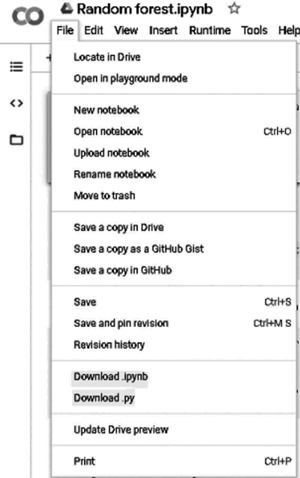 CO Random forest.ipynb
File Edit View Insert Runtime Tools Help
Locate in Drive
Open in playground mode
New notebook
Open notebook Ctrl+O
Upload notebook
Rename notebook
Move to trash
Save a copy in Drive
Save a copy as a GitHub Gist
Save a copy in GitHub
Save Ctrl+S
Save and pin revision Ctrl+M S
Revision history
Download .ipynb
Download .py
Update Drive preview
Print Ctrl+P